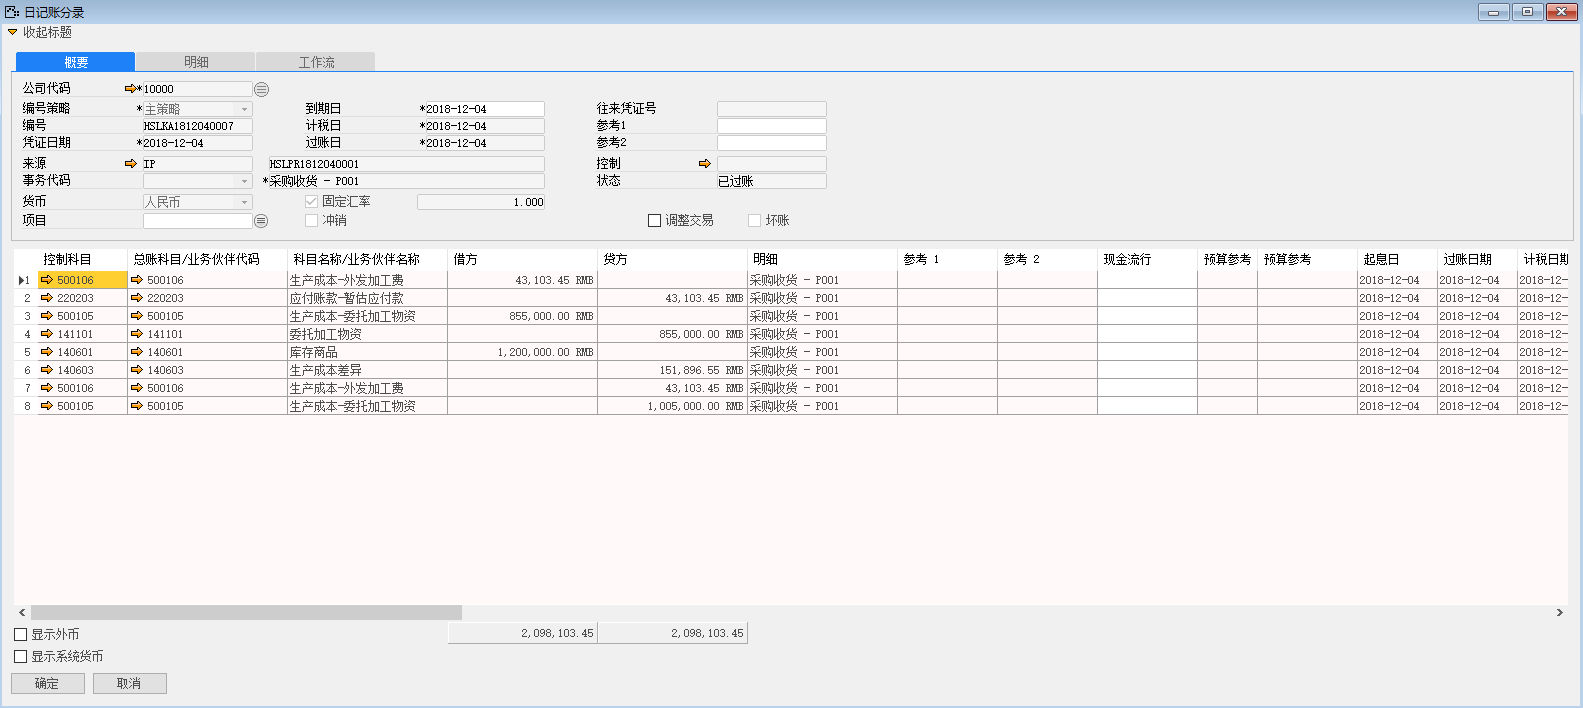 日记账分录
收起标题
概要 明细 工作流
公司代码 *10000
编号策略 *主策略 到期日 *2018-12-04 往来凭证号
编号 HSLKA1812040007 计税日 *2018-12-04 参考1
凭证日期 *2018-12-04 过账日 *2018-12-04 参考2
来源 IP HSLPR1812040001 控制
事务代码 *采购收货 - P001 状态 已过账
货币 人民币 固定汇率 1.000
项目 冲销 调整交易 坏账
控制科目 总账科目/业务伙伴代码 科目名称/业务伙伴名称 借方 贷方 明细 参考 1 参考 2 现金流行 预算参考 预算参考 起息日 过账日期 计税日期
1 500106 500106 生产成本-外发加工费 43,103.45 RMB 采购收货 - P001 2018-12-04 2018-12-04 2018-12-
2 220203 220203 应付账款-暂估应付款 43,103.45 RMB 采购收货 - P001 2018-12-04 2018-12-04 2018-12-
3 500105 500105 生产成本-委托加工物资 855,000.00 RMB 采购收货 - P001 2018-12-04 2018-12-04 2018-12-
4 141101 141101 委托加工物资 855,000.00 RMB 采购收货 - P001 2018-12-04 2018-12-04 2018-12-
5 140601 140601 库存商品 1,200,000.00 RMB 采购收货 - P001 2018-12-04 2018-12-04 2018-12-
6 140603 140603 生产成本差异 151,896.55 RMB 采购收货 - P001 2018-12-04 2018-12-04 2018-12-
7 500106 500106 生产成本-外发加工费 43,103.45 RMB 采购收货 - P001 2018-12-04 2018-12-04 2018-12-
8 500105 500105 生产成本-委托加工物资 1,005,000.00 RMB 采购收货 - P001 2018-12-04 2018-12-04 2018-12-
显示外币 2,098,103.45 2,098,103.45
显示系统货币
确定 取消